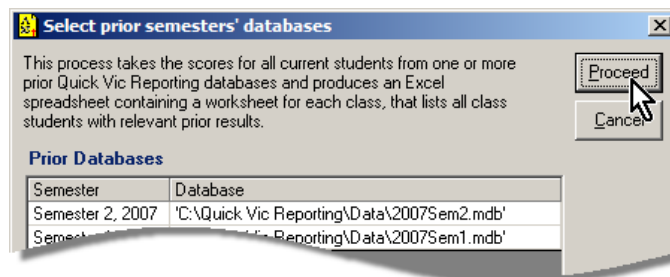 Select prior semesters' databases
This process takes the scores for all current students from one or more
prior Quick Vic Reporting databases and produces an Excel
spreadsheet containing a worksheet for each class, that lists all class
students with relevant prior results.
Proceed
Cancel
Prior Databases
Semester Database
Semester 2, 2007 'C:\Quick Vic Reporting\Data\2007Sem2.mdb'
Reporting\Data\2007Sem1.mdb'